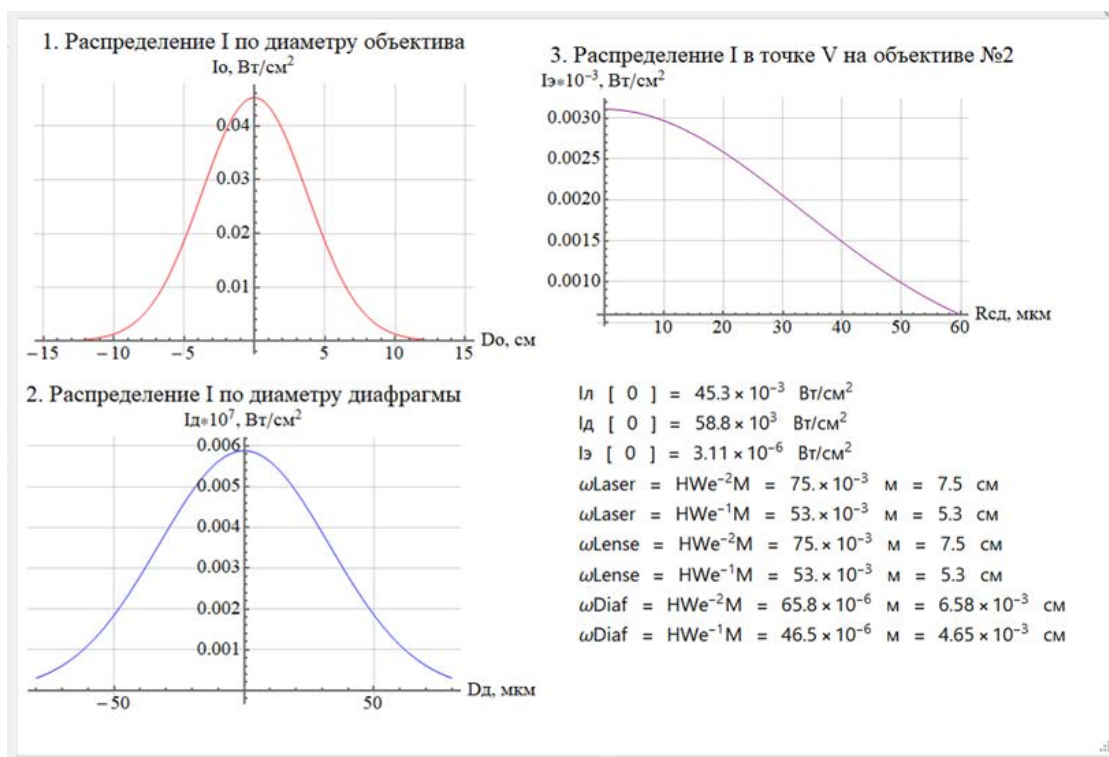 1. Распределение I по диаметру объектива
Iо, Вт/см²
0.04
0.03
0.02
0.01
−15 −10 −5 5 10 15 Dо, см
3. Распределение I в точке V на объективе №2
Iэ*10⁻³, Вт/см²
0.0030
0.0025
0.0020
0.0015
0.0010
10 20 30 40 50 60 Rсд, мкм
2. Распределение I по диаметру диафрагмы
Iд*10⁷, Вт/см²
0.006
0.005
0.004
0.003
0.002
0.001
−50 50 Dд, мкм
Iл [ 0 ] = 45.3 × 10⁻³ Вт/см²
Iд [ 0 ] = 58.8 × 10³ Вт/см²
Iэ [ 0 ] = 3.11 × 10⁻⁶ Вт/см²
ωLaser = HWe⁻²M = 75. × 10⁻³ м = 7.5 см
ωLaser = HWe⁻¹M = 53. × 10⁻³ м = 5.3 см
ωLense = HWe⁻²M = 75. × 10⁻³ м = 7.5 см
ωLense = HWe⁻¹M = 53. × 10⁻³ м = 5.3 см
ωDiaf = HWe⁻²M = 65.8 × 10⁻⁶ м = 6.58 × 10⁻³ см
ωDiaf = HWe⁻¹M = 46.5 × 10⁻⁶ м = 4.65 × 10⁻³ см